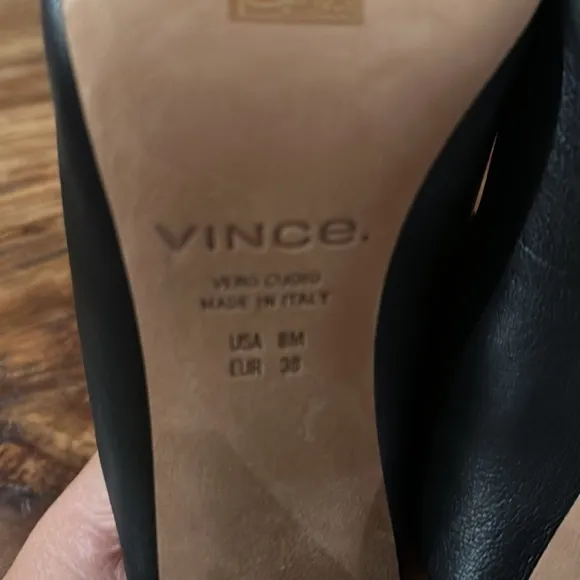 VINCe.
VERO CUOIO
MADE IN ITALY
USA 8M
EUR 38